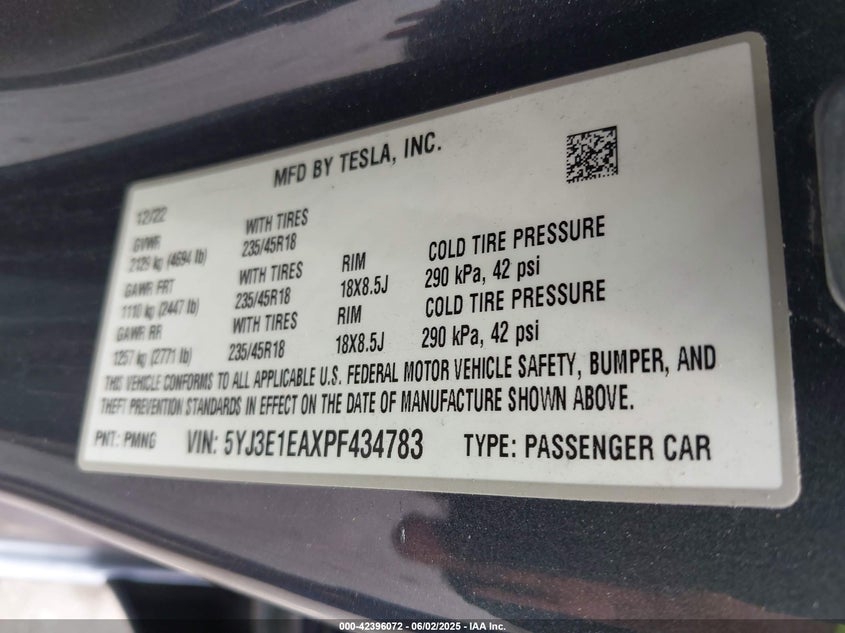 MFD BY TESLA, INC.
12/22
GVWR
2129 kg (4694 lb)
WITH TIRES
235/45R18
GAWR FRT
1110 kg (2447 lb)
WITH TIRES
235/45R18
RIM
18X8.5J
COLD TIRE PRESSURE
290 kPa, 42 psi
GAWR RR
1257 kg (2771 lb)
WITH TIRES
235/45R18
RIM
18X8.5J
COLD TIRE PRESSURE
290 kPa, 42 psi
THIS VEHICLE CONFORMS TO ALL APPLICABLE U.S. FEDERAL MOTOR VEHICLE SAFETY, BUMPER, AND
THEFT PREVENTION STANDARDS IN EFFECT ON THE DATE OF MANUFACTURE SHOWN ABOVE.
PNT: PMNG VIN: 5YJ3E1EAXPF434783 TYPE: PASSENGER CAR
000-42396072 - 06/02/2025 - IAA Inc.